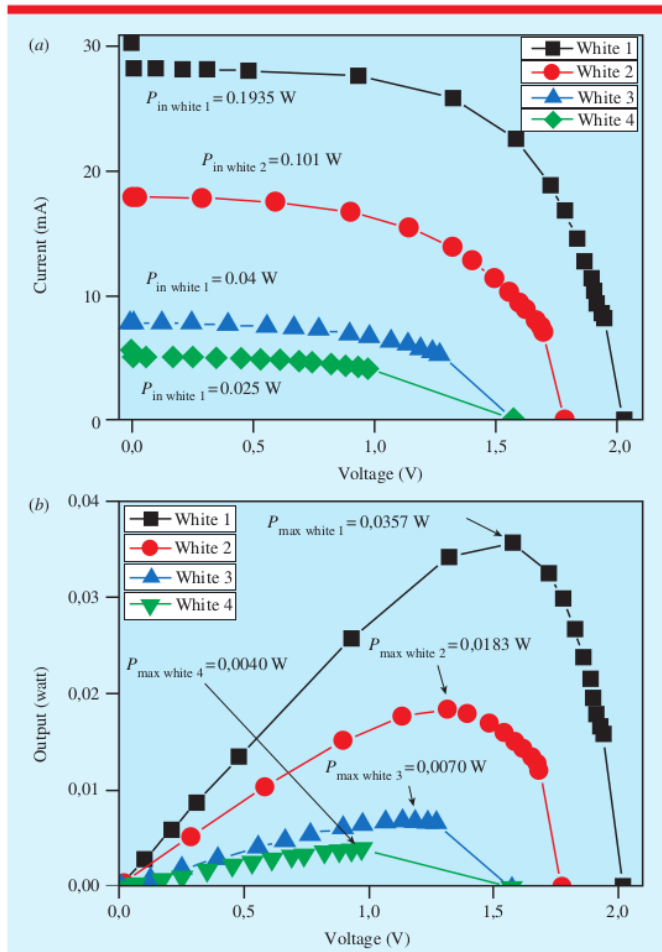 (a)
30
20
10
0
Current (mA)
White 1
White 2
White 3
White 4
P in white 1 = 0.1935 W
P in white 2 = 0.101 W
P in white 1 = 0.04 W
P in white 1 = 0.025 W
0,0
0,5
1,0
1,5
2,0
Voltage (V)
(b)
0,04
0,03
0,02
0,01
0,00
Output (watt)
White 1
White 2
White 3
White 4
P max white 1 = 0,0357 W
P max white 2 = 0,0183 W
P max white 4 = 0,0040 W
P max white 3 = 0,0070 W
0,0
0,5
1,0
1,5
2,0
Voltage (V)